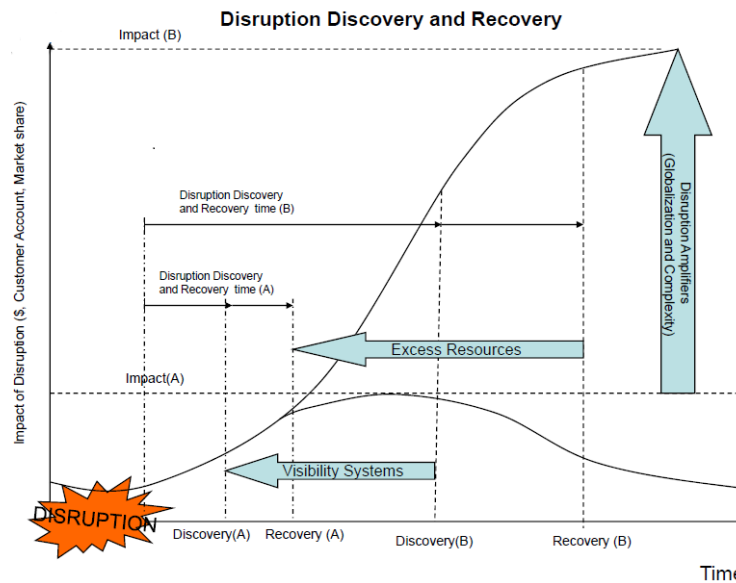 Disruption Discovery and Recovery
Impact (B)
Impact of Disruption ($, Customer Account, Market share)
Disruption Amplifiers
(Globalization and Complexity)
Disruption Discovery
and Recovery time (B)
Disruption Discovery
and Recovery time (A)
Excess Resources
Impact(A)
Visibility Systems
DISRUPTION
Discovery(A)
Recovery (A)
Discovery(B)
Recovery (B)
Time